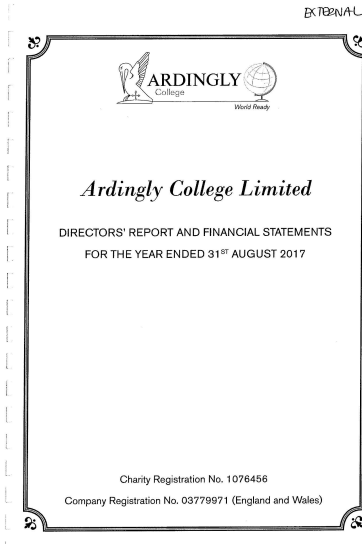 EXTERNAL
ARDINGLY
College
World Ready
Ardingly College Limited
DIRECTORS' REPORT AND FINANCIAL STATEMENTS
FOR THE YEAR ENDED 31ST AUGUST 2017
Charity Registration No. 1076456
Company Registration No. 03779971 (England and Wales)